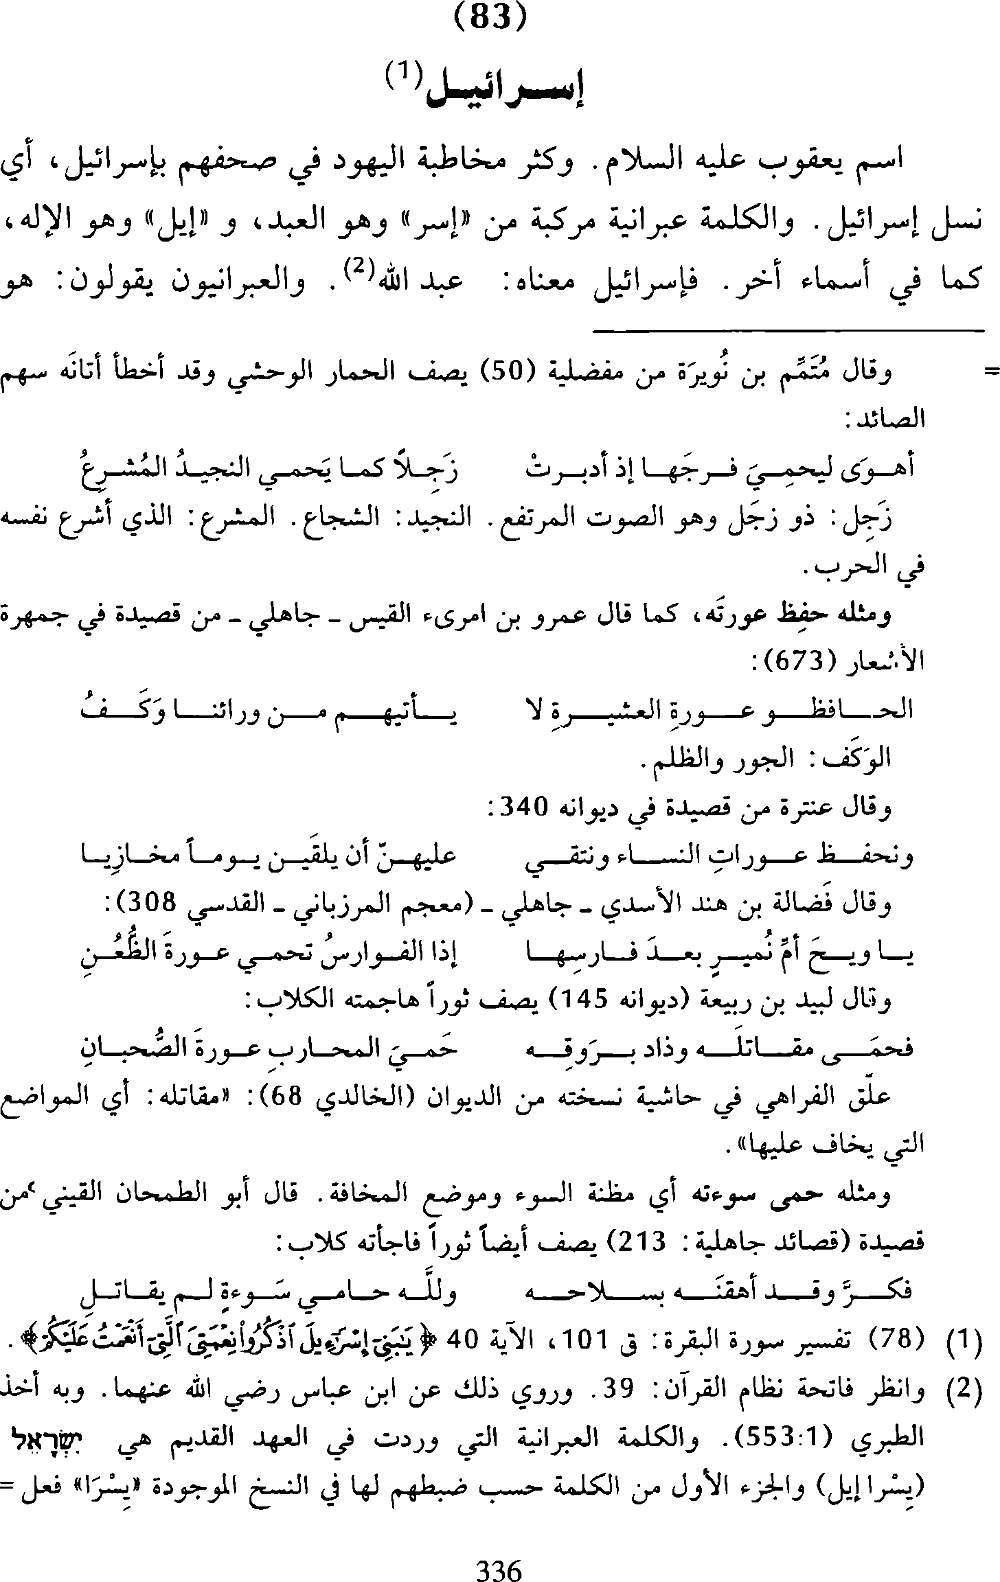 (83)
إسرائيل(1)
اسم يعقوب عليه السلام. وكثر مخاطبة اليهود في صحفهم بإسرائيل، أي
نسل إسرائيل. والكلمة عبرانية مركبة من «إسر» وهو العبد، و «إيل» وهو الإله،
كما في أسماء أخر. فإسرائيل معناه: عبد الله(2). والعبرانيون يقولون: هو
= وقال مُتَمِّم بن نُويرَة من مفضلية (50) يصف الحمار الوحشي وقد أخطأ أتانَه سهم
الصائد:
أهوَى ليحمِيَ فرجَها إذ أدبرتْ زَجِلاً كما يَحمي النجيدُ المُشرِعُ
زَجِل: ذو زجَل وهو الصوت المرتفع. النجيد: الشجاع. المشرع: الذي أشرع نفسه
في الحرب.
ومثله حفِظ عورتَه، كما قال عمرو بن امرىء القيس - جاهلي - من قصيدة في جمهرة
الأشعار (673):
الحافظو عورةِ العشيرةِ لا يأتيهم من ورائنا وَكَفُ
الوَكَف: الجور والظلم.
وقال عنترة من قصيدة في ديوانه 340:
ونحفظ عوراتِ النساء ونتقي عليهنّ أن يلقَين يوماً مخازِيا
وقال فَضالة بن هند الأسدي - جاهلي - (معجم المرزباني - القدسي 308):
يا ويحَ أمِّ نُميرٍ بعدَ فارسِها إذا الفوارسُ تحمي عورةَ الظُّعُنِ
وقال لبيد بن ربيعة (ديوانه 145) يصف ثوراً هاجمته الكلاب:
فحمَى مقاتلَه وذاد برَوقِه حَميَ المحاربِ عورةَ الصُّحبانِ
علّق الفراهي في حاشية نسخته من الديوان (الخالدي 68): «مقاتله: أي المواضع
التي يخاف عليها».
ومثله حمى سوءته أي مظنة السوء وموضع المخافة. قال أبو الطمحان القيني من
قصيدة (قصائد جاهلية: 213) يصف أيضاً ثوراً فاجأته كلاب:
فكرَّ وقد أهقنَه بسلاحه وللَّه حامي سَوءةٍ لم يقاتلِ
(1) (78) تفسير سورة البقرة: ق 101، الآية 40 ﴿يَٰبَنِىٓ إِسْرَٰٓءِيلَ ٱذْكُرُوا۟ نِعْمَتِىَ ٱلَّتِىٓ أَنْعَمْتُ عَلَيْكُمْ﴾.
(2) وانظر فاتحة نظام القرآن: 39. وروي ذلك عن ابن عباس رضي الله عنهما. وبه أخذ
الطبري (553:1). والكلمة العبرانية التي وردت في العهد القديم هي יִשְׂרָאֵל
(يِسْرا إيل) والجزء الأول من الكلمة حسب ضبطهم لها في النسخ الموجودة «يِسْرَا» فعل =
336